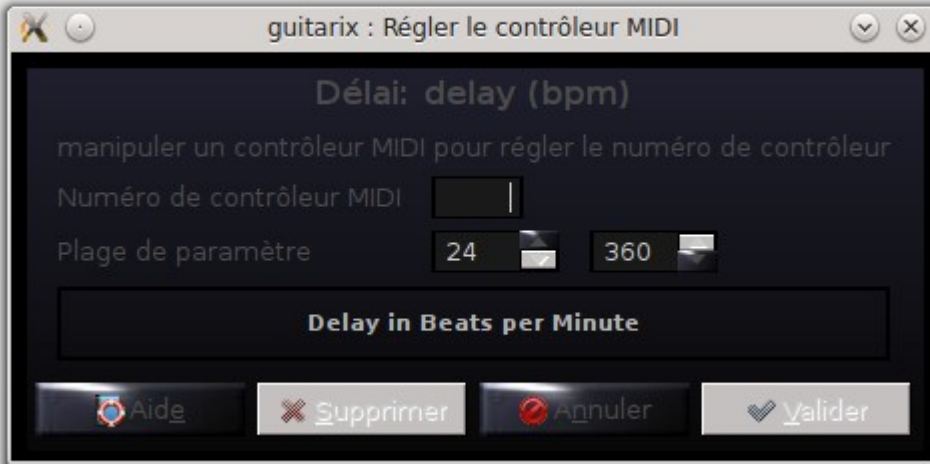 guitarix : Régler le contrôleur MIDI
Délai: delay (bpm)
manipuler un contrôleur MIDI pour régler le numéro de contrôleur
Numéro de contrôleur MIDI
Plage de paramètre 24 360
Delay in Beats per Minute
Aide Supprimer Annuler Valider